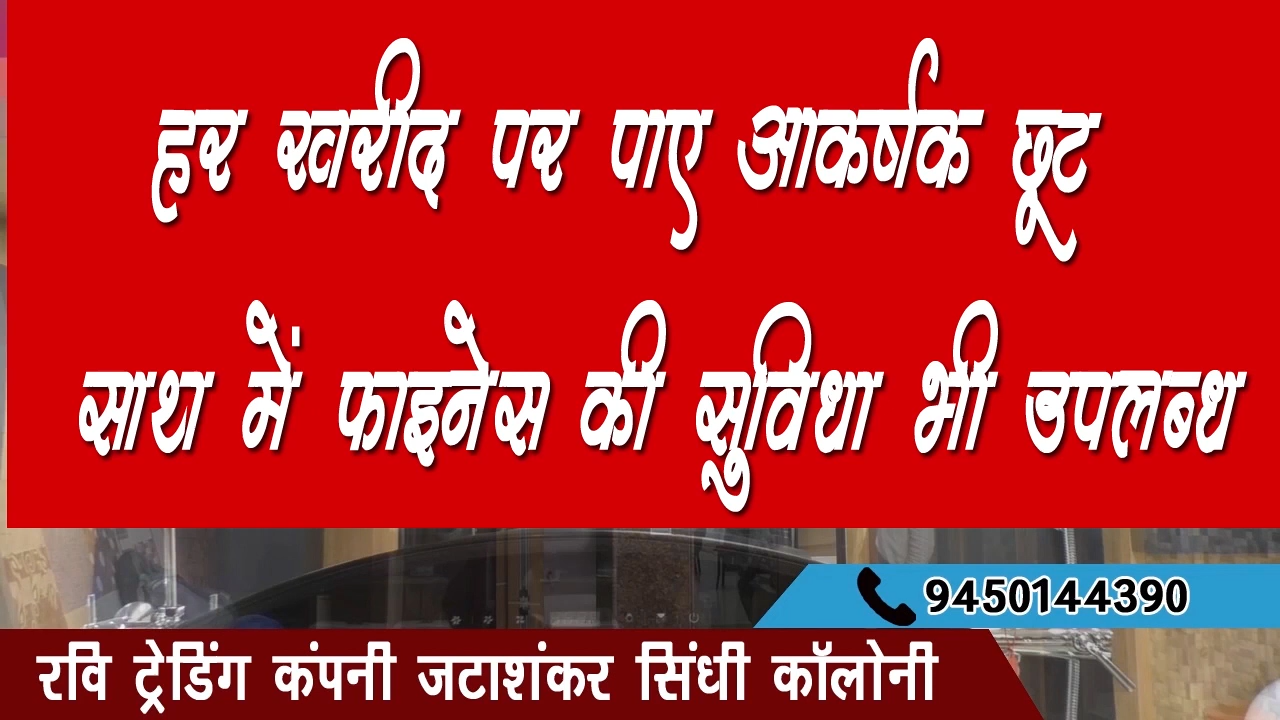 हर खरीद पर पाए आकर्षक छूट
साथ में फाइनेस की सुविधा भी उपलब्ध
9450144390
रवि ट्रेडिंग कंपनी जटाशंकर सिंधी कॉलोनी